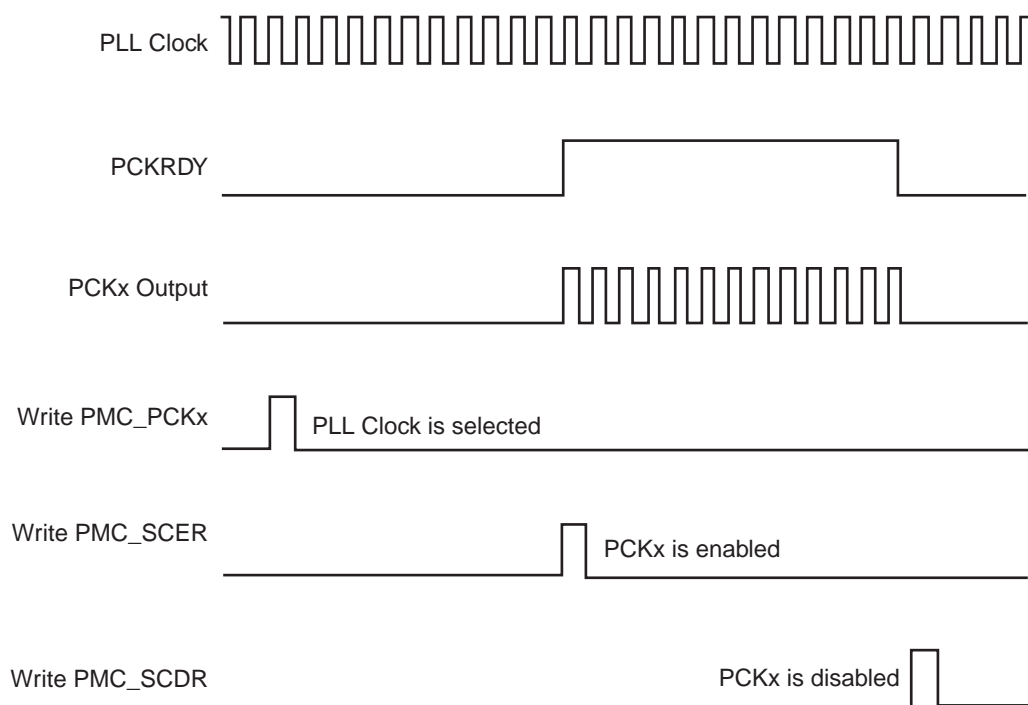 PLL Clock
PCKRDY
PCKx Output
Write PMC_PCKx
PLL Clock is selected
Write PMC_SCER
PCKx is enabled
Write PMC_SCDR
PCKx is disabled